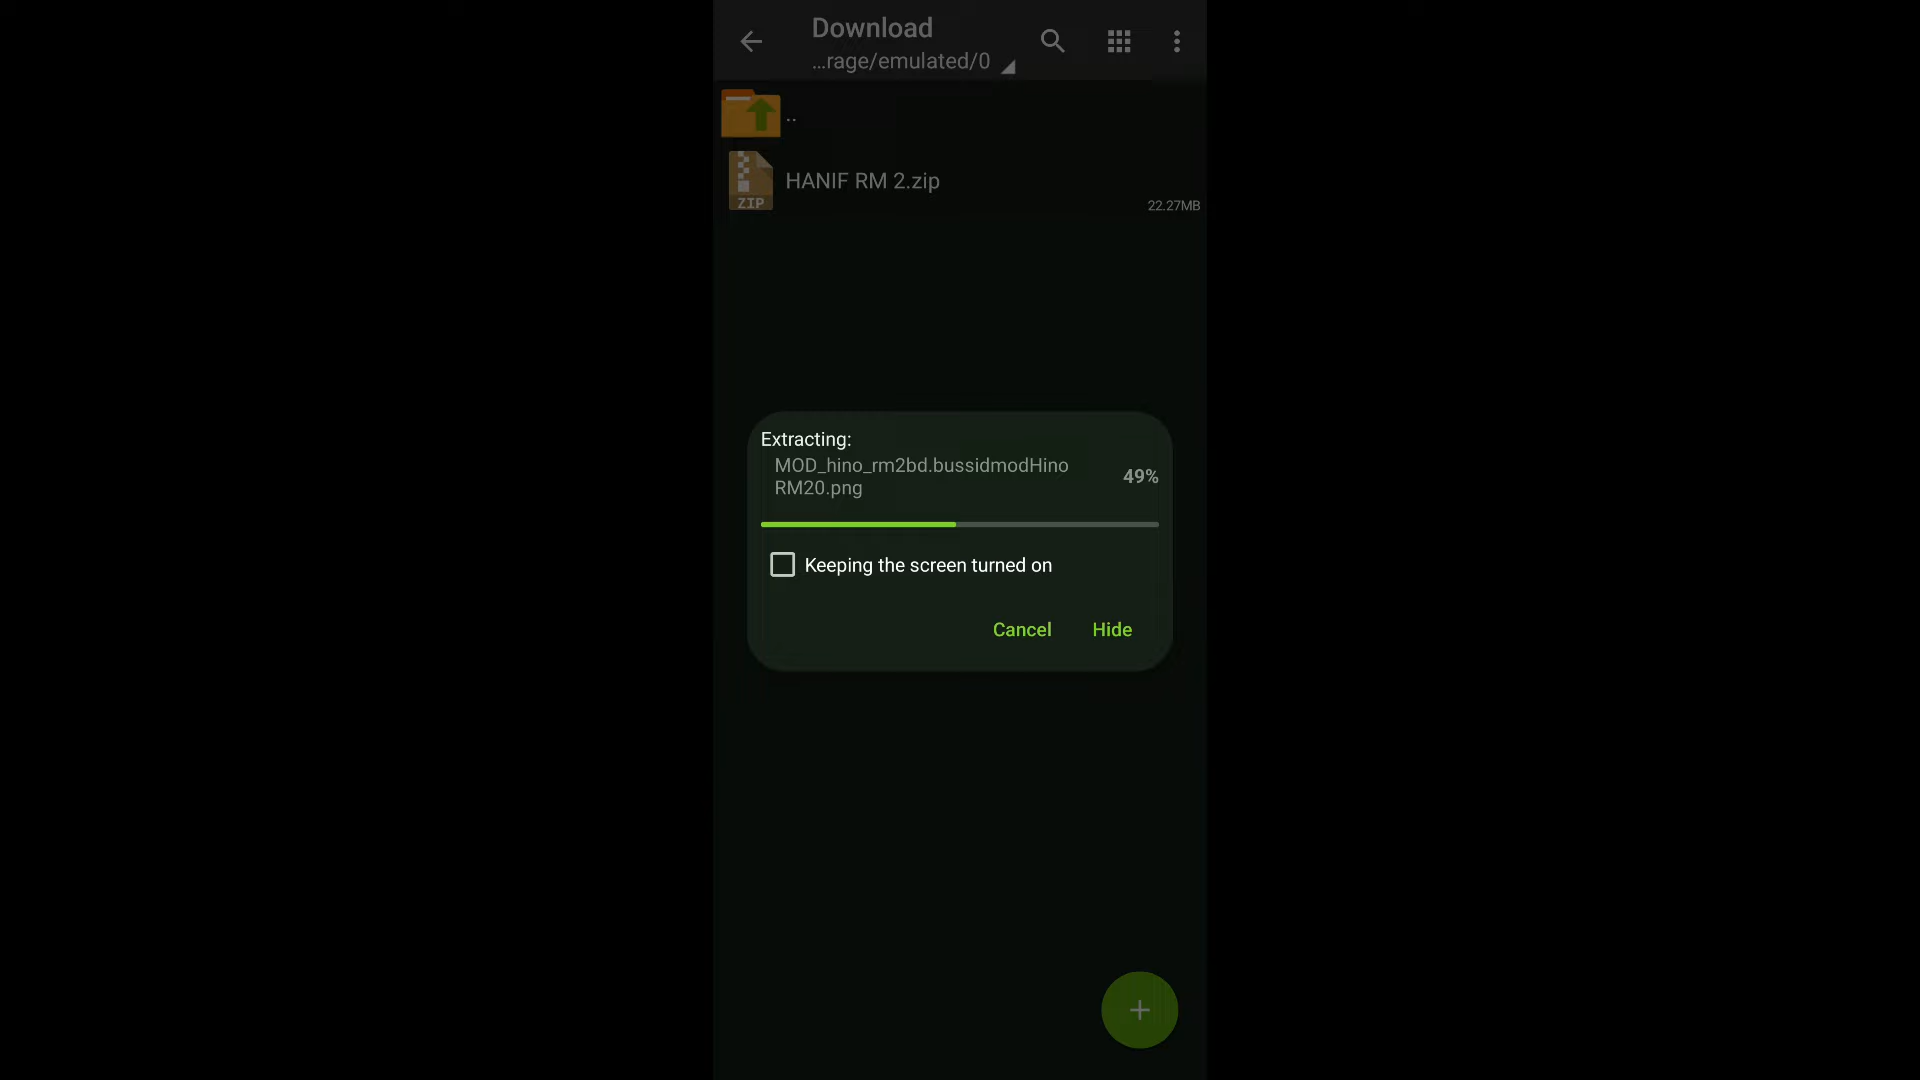 Download
...rage/emulated/0
..
ZIP
HANIF RM 2.zip
22.27MB
Extracting:
MOD_hino_rm2bd.bussidmodHino
RM20.png
49%
Keeping the screen turned on
Cancel Hide